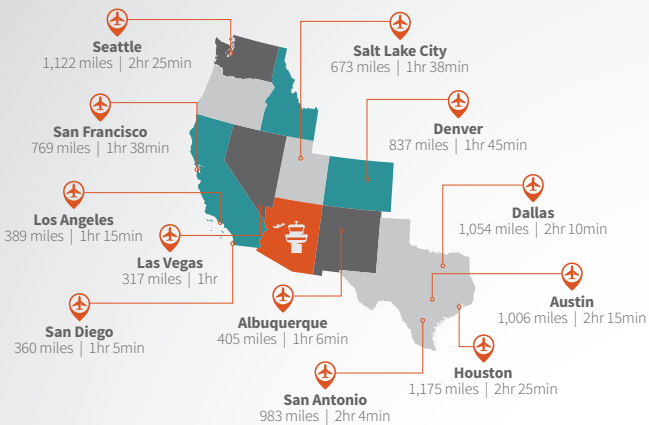 Seattle
1,122 miles | 2hr 25min
Salt Lake City
673 miles | 1hr 38min
San Francisco
769 miles | 1hr 38min
Denver
837 miles | 1hr 45min
Los Angeles
389 miles | 1hr 15min
Dallas
1,054 miles | 2hr 10min
Las Vegas
317 miles | 1hr
San Diego
360 miles | 1hr 5min
Albuquerque
405 miles | 1hr 6min
Austin
1,006 miles | 2hr 15min
Houston
1,175 miles | 2hr 25min
San Antonio
983 miles | 2hr 4min